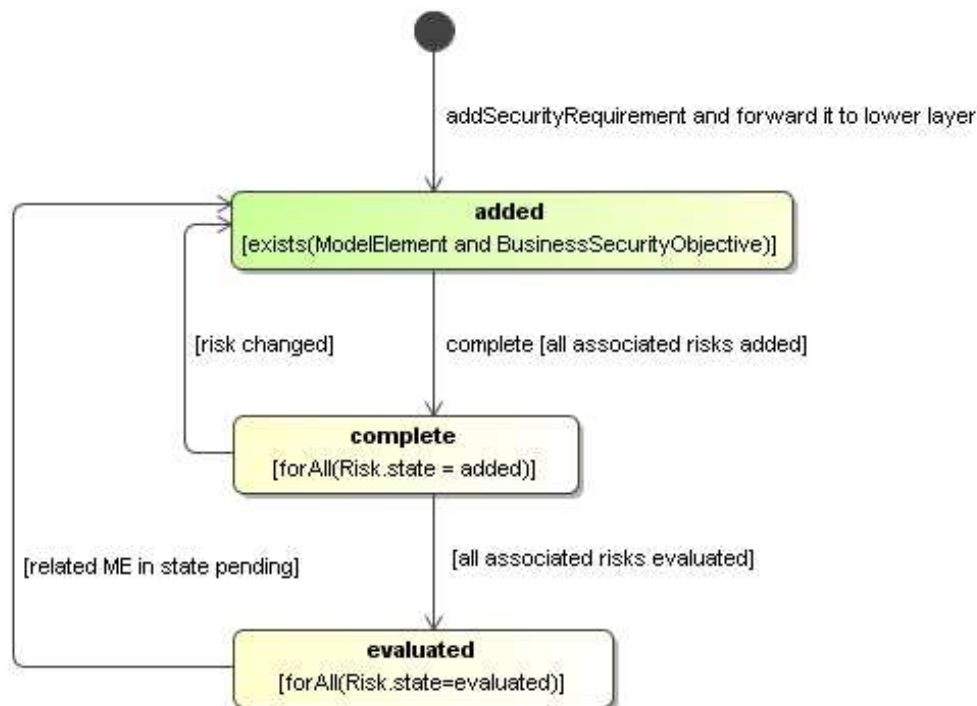 addSecurityRequirement and forward it to lower layer
added
[exists(ModelElement and BusinessSecurityObjective)]
[risk changed]
complete [all associated risks added]
complete
[forAll(Risk.state = added)]
[related ME in state pending]
[all associated risks evaluated]
evaluated
[forAll(Risk.state=evaluated)]